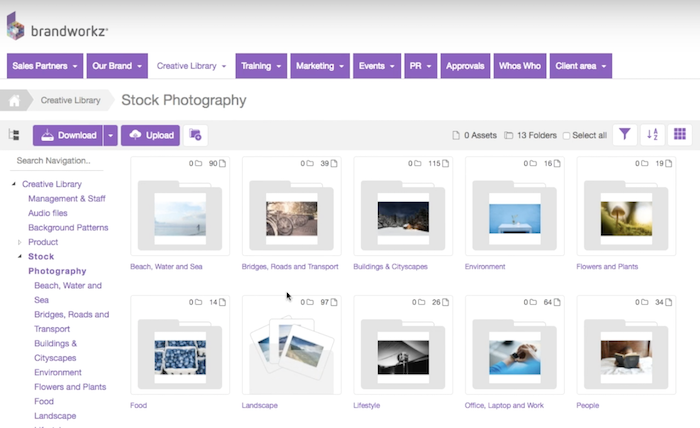 brandworkz
Sales Partners Our Brand Creative Library Training Marketing Events PR Approvals Whos Who Client area
Creative Library Stock Photography
Download Upload 0 Assets 13 Folders Select all
Search Navigation..
Creative Library
Management & Staff
Audio files
Background Patterns
Product
Stock
Photography
Beach, Water and
Sea
Bridges, Roads and
Transport
Buildings &
Cityscapes
Environment
Flowers and Plants
Food
Landscape
0 90 0 39 0 115 0 16 0 19
Beach, Water and Sea Bridges, Roads and Transport Buildings & Cityscapes Environment Flowers and Plants
0 14 0 97 0 26 0 64 0 34
Food Landscape Lifestyle Office, Laptop and Work People